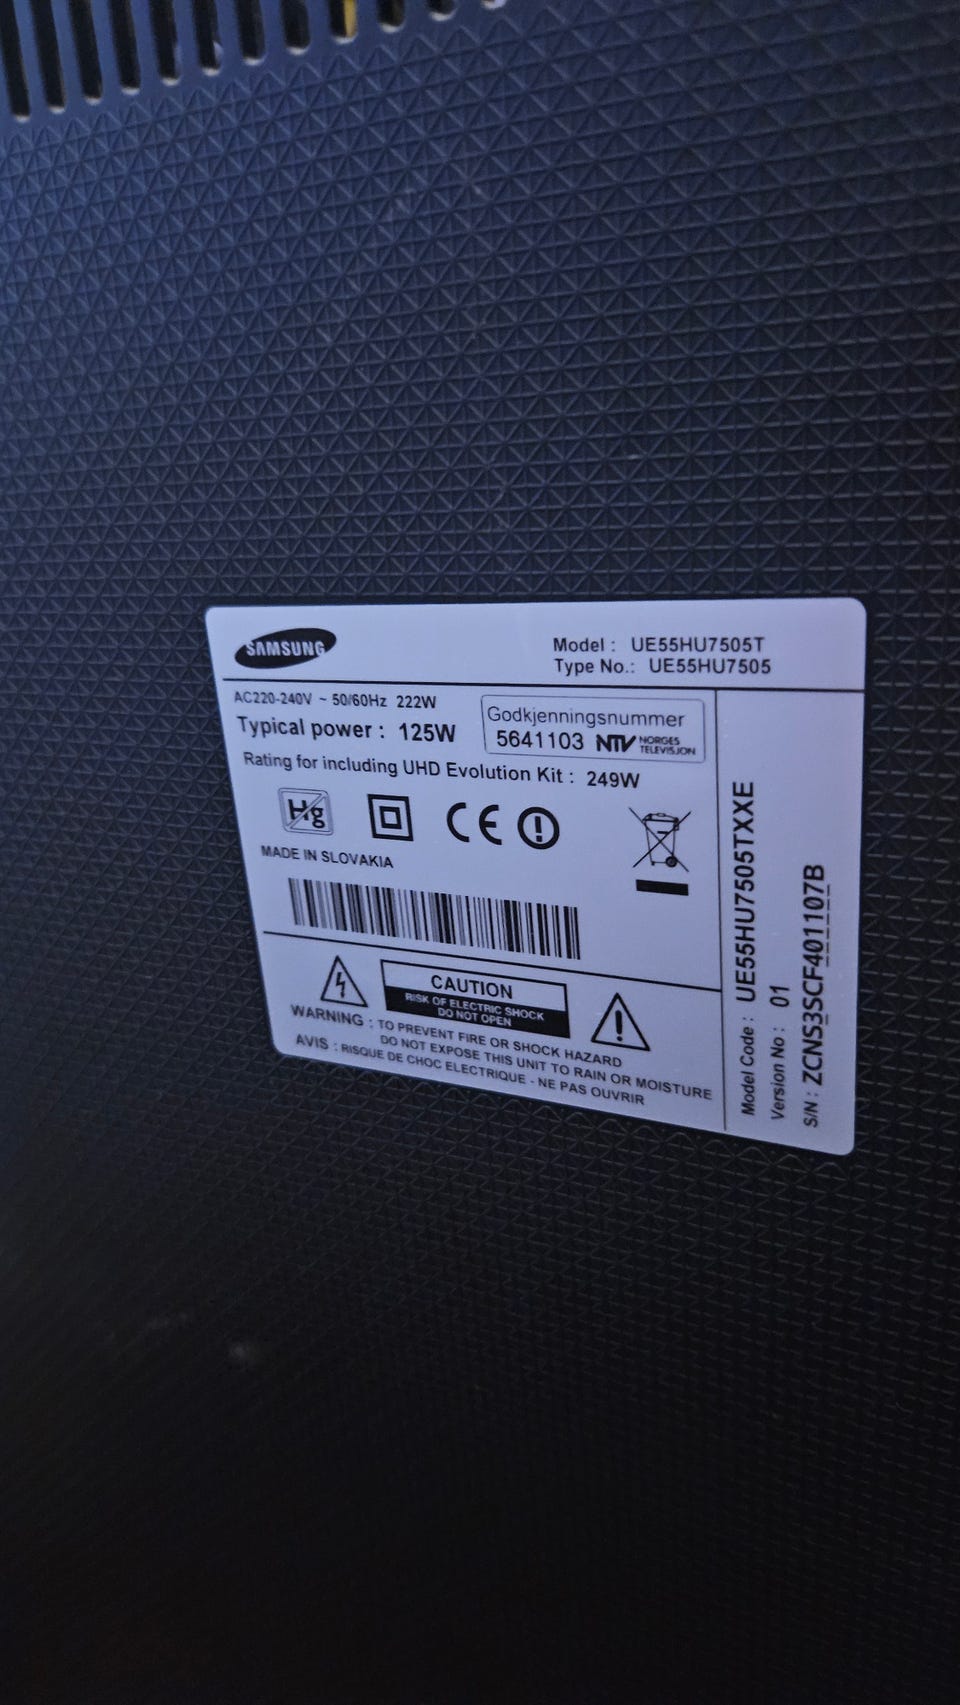 SAMSUNG
Model : UE55HU7505T
Type No.: UE55HU7505
AC220-240V ~ 50/60Hz 222W
Typical power : 125W
Godkjenningsnummer
5641103 NTV NORGES TELEVISJON
Rating for including UHD Evolution Kit : 249W
Hg
CE
MADE IN SLOVAKIA
CAUTION
RISK OF ELECTRIC SHOCK
DO NOT OPEN
WARNING : TO PREVENT FIRE OR SHOCK HAZARD
DO NOT EXPOSE THIS UNIT TO RAIN OR MOISTURE
AVIS : RISQUE DE CHOC ELECTRIQUE - NE PAS OUVRIR
Model Code : UE55HU7505TXXE
Version No : 01
S/N : ZCNS3SCF401107B